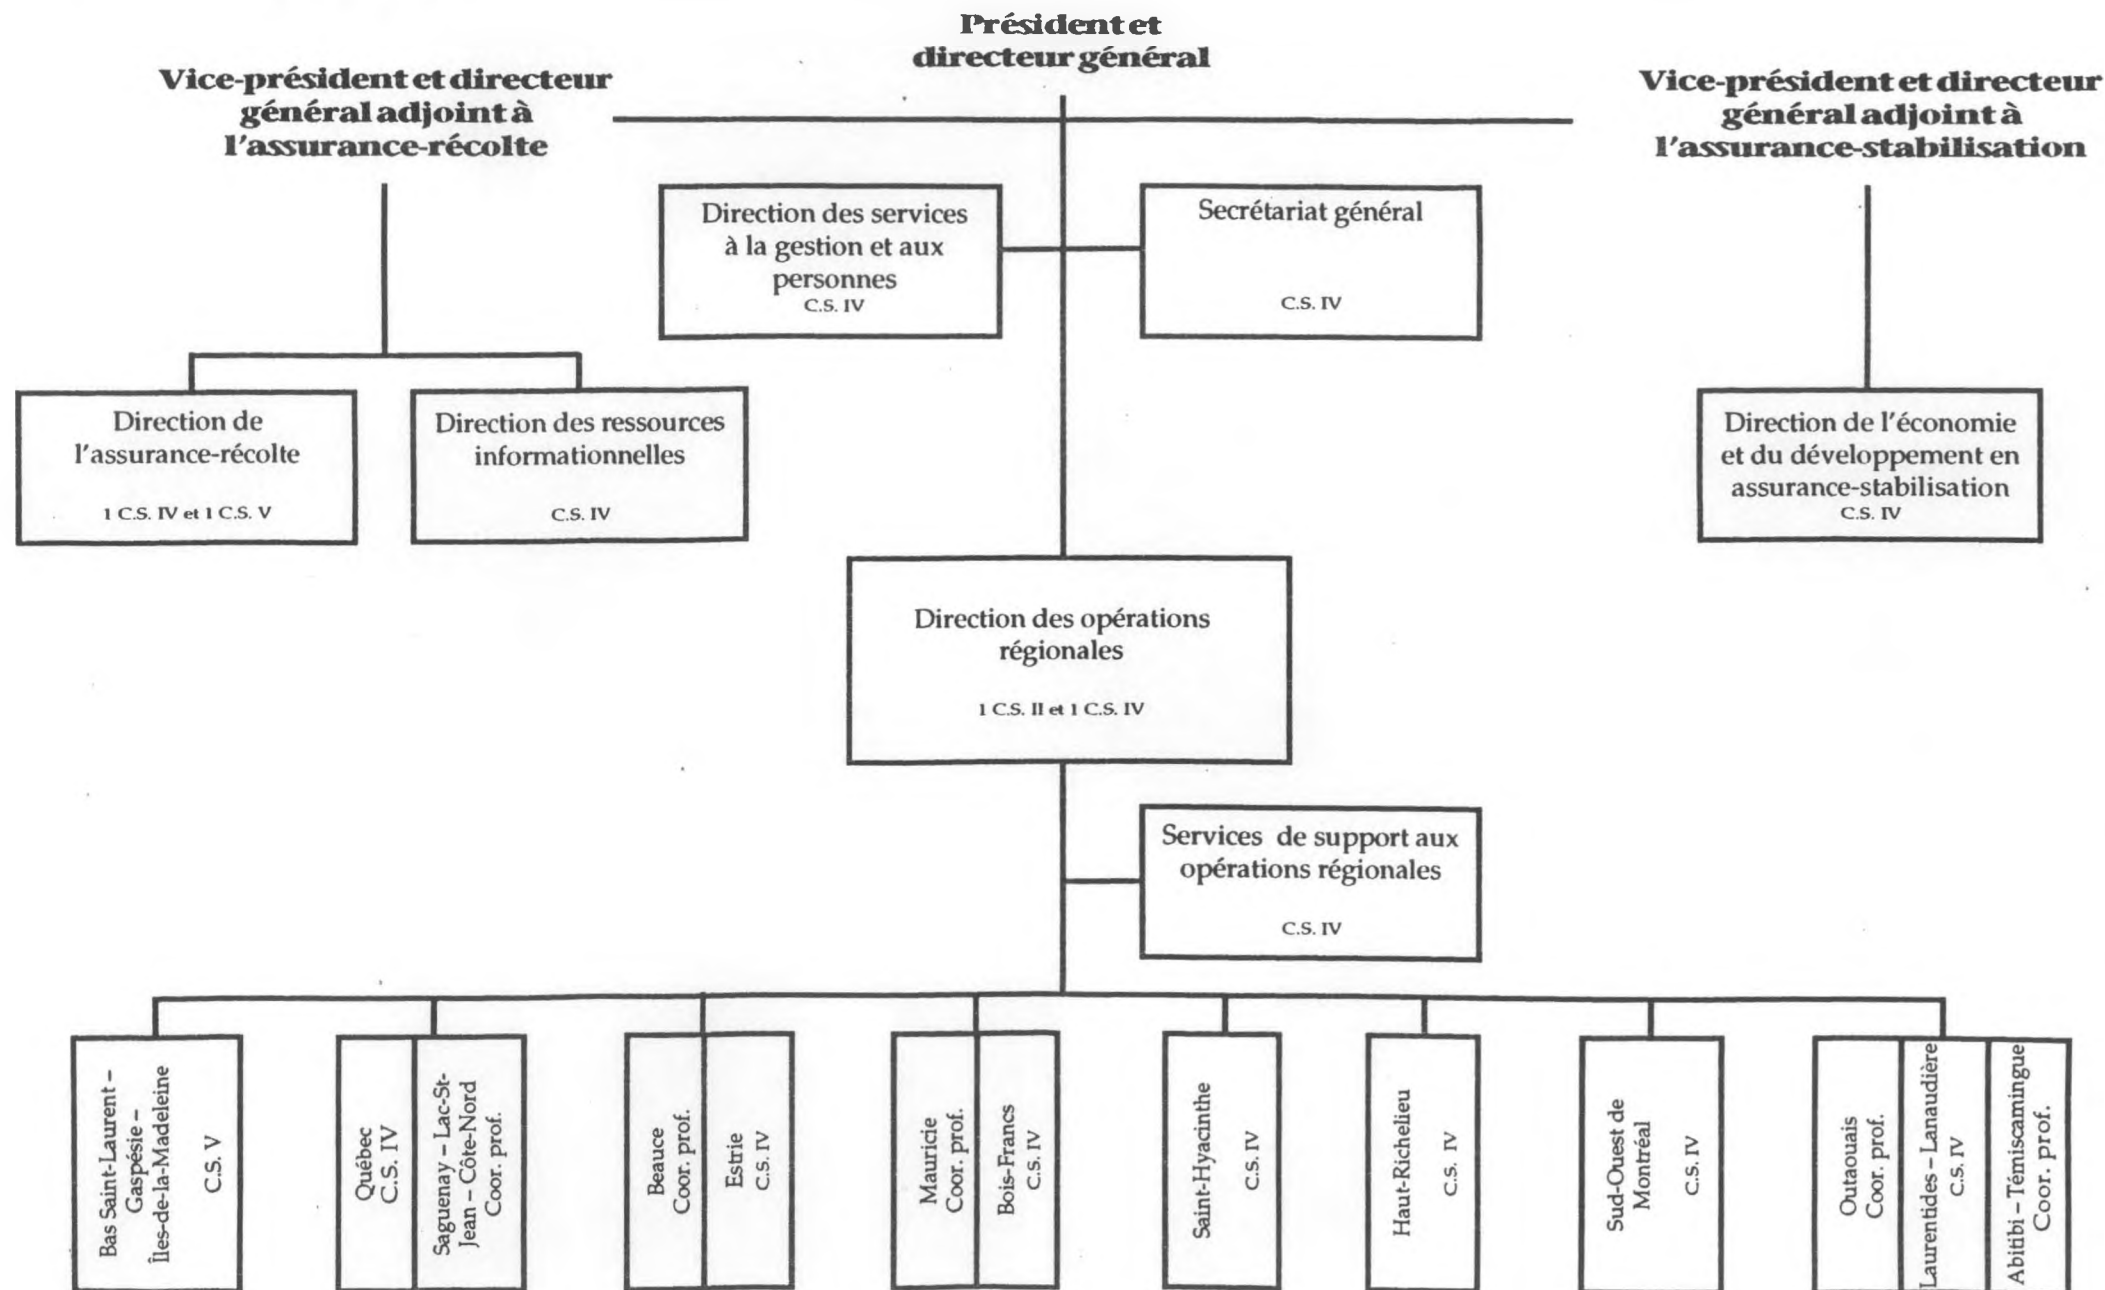 Président et
directeur général
Vice-président et directeur
général adjoint à
l'assurance-récolte
Vice-président et directeur
général adjoint à
l'assurance-stabilisation
Direction des services
à la gestion et aux
personnes
C.S. IV
Secrétariat général
C.S. IV
Direction de
l'assurance-récolte
1 C.S. IV et 1 C.S. V
Direction des ressources
informationnelles
C.S. IV
Direction de l'économie
et du développement en
assurance-stabilisation
C.S. IV
Direction des opérations
régionales
1 C.S. II et 1 C.S. IV
Services de support aux
opérations régionales
C.S. IV
Bas Saint-Laurent –
Gaspésie –
Îles-de-la-Madeleine
C.S. V
Québec
C.S. IV
Saguenay – Lac-St-
Jean – Côte-Nord
Coor. prof.
Beauce
Coor. prof.
Estrie
C.S. IV
Mauricie
Coor. prof.
Bois-Francs
C.S. IV
Saint-Hyacinthe
C.S. IV
Haut-Richelieu
C.S. IV
Sud-Ouest de
Montréal
C.S. IV
Outaouais
Coor. prof.
Laurentides – Lanaudière
C.S. IV
Abitibi – Témiscamingue
Coor. prof.